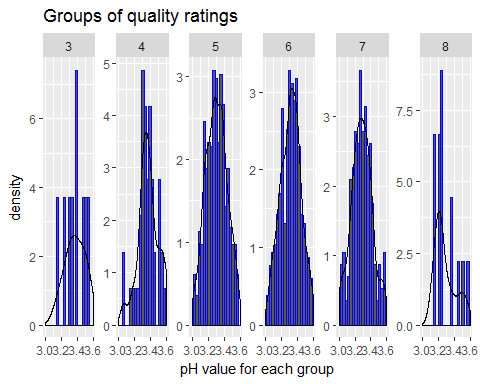 Groups of quality ratings
3 4 5 6 7 8
density
0 2 4 6
0 1 2 3 4 5
0 1 2 3
0 1 2 3
0 1 2 3
0.0 2.5 5.0 7.5
3.03.23.43.6 3.03.23.43.6 3.03.23.43.6 3.03.23.43.6 3.03.23.43.6 3.03.23.43.6
pH value for each group